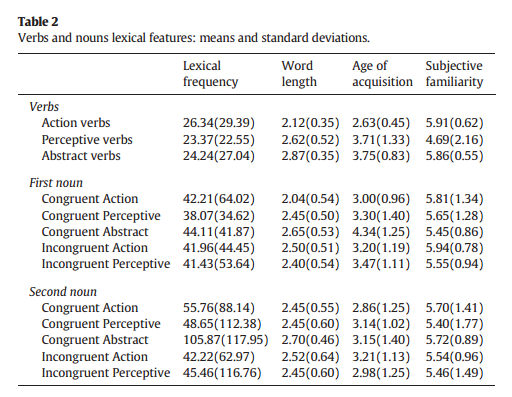 Table 2
Verbs and nouns lexical features: means and standard deviations.
Lexical frequency Word length Age of acquisition Subjective familiarity
Verbs
Action verbs 26.34(29.39) 2.12(0.35) 2.63(0.45) 5.91(0.62)
Perceptive verbs 23.37(22.55) 2.62(0.52) 3.71(1.33) 4.69(2.16)
Abstract verbs 24.24(27.04) 2.87(0.35) 3.75(0.83) 5.86(0.55)
First noun
Congruent Action 42.21(64.02) 2.04(0.54) 3.00(0.96) 5.81(1.34)
Congruent Perceptive 38.07(34.62) 2.45(0.50) 3.30(1.40) 5.65(1.28)
Congruent Abstract 44.11(41.87) 2.65(0.53) 4.34(1.25) 5.45(0.86)
Incongruent Action 41.96(44.45) 2.50(0.51) 3.20(1.19) 5.94(0.78)
Incongruent Perceptive 41.43(53.64) 2.40(0.54) 3.47(1.11) 5.55(0.94)
Second noun
Congruent Action 55.76(88.14) 2.45(0.55) 2.86(1.25) 5.70(1.41)
Congruent Perceptive 48.65(112.38) 2.45(0.60) 3.14(1.02) 5.40(1.77)
Congruent Abstract 105.87(117.95) 2.70(0.46) 3.15(1.40) 5.72(0.89)
Incongruent Action 42.22(62.97) 2.52(0.64) 3.21(1.13) 5.54(0.96)
Incongruent Perceptive 45.46(116.76) 2.45(0.60) 2.98(1.25) 5.46(1.49)